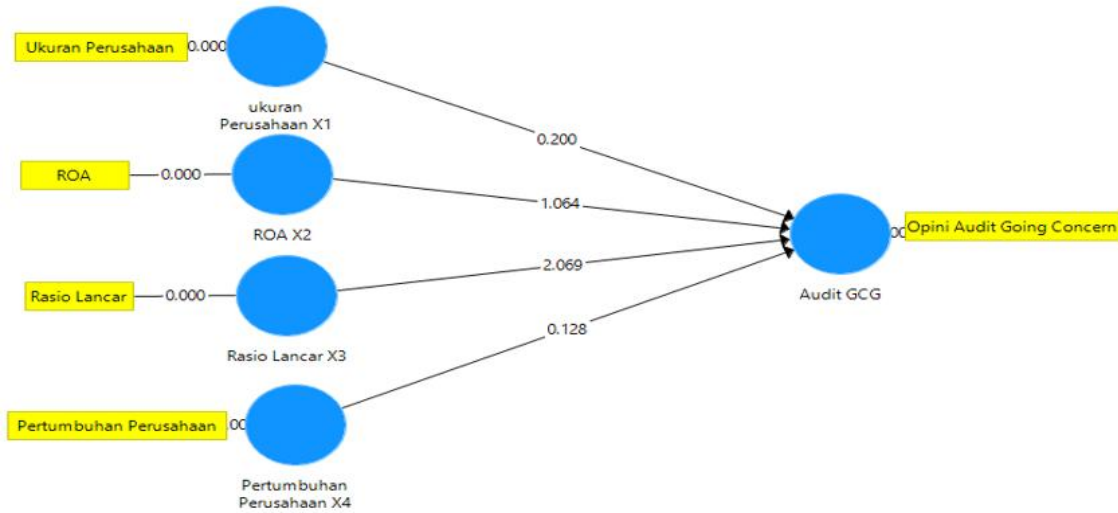 Ukuran Perusahaan
0.000
ukuran
Perusahaan X1
0.200
ROA
0.000
ROA X2
1.064
Rasio Lancar
0.000
Rasio Lancar X3
2.069
Pertumbuhan Perusahaan
Pertumbuhan
Perusahaan X4
0.128
Audit GCG
Opini Audit Going Concern